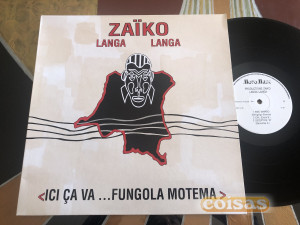 ZAÏKO
LANGA LANGA
<ICI ÇA VA ...FUNGOLA MOTEMA>
coisas